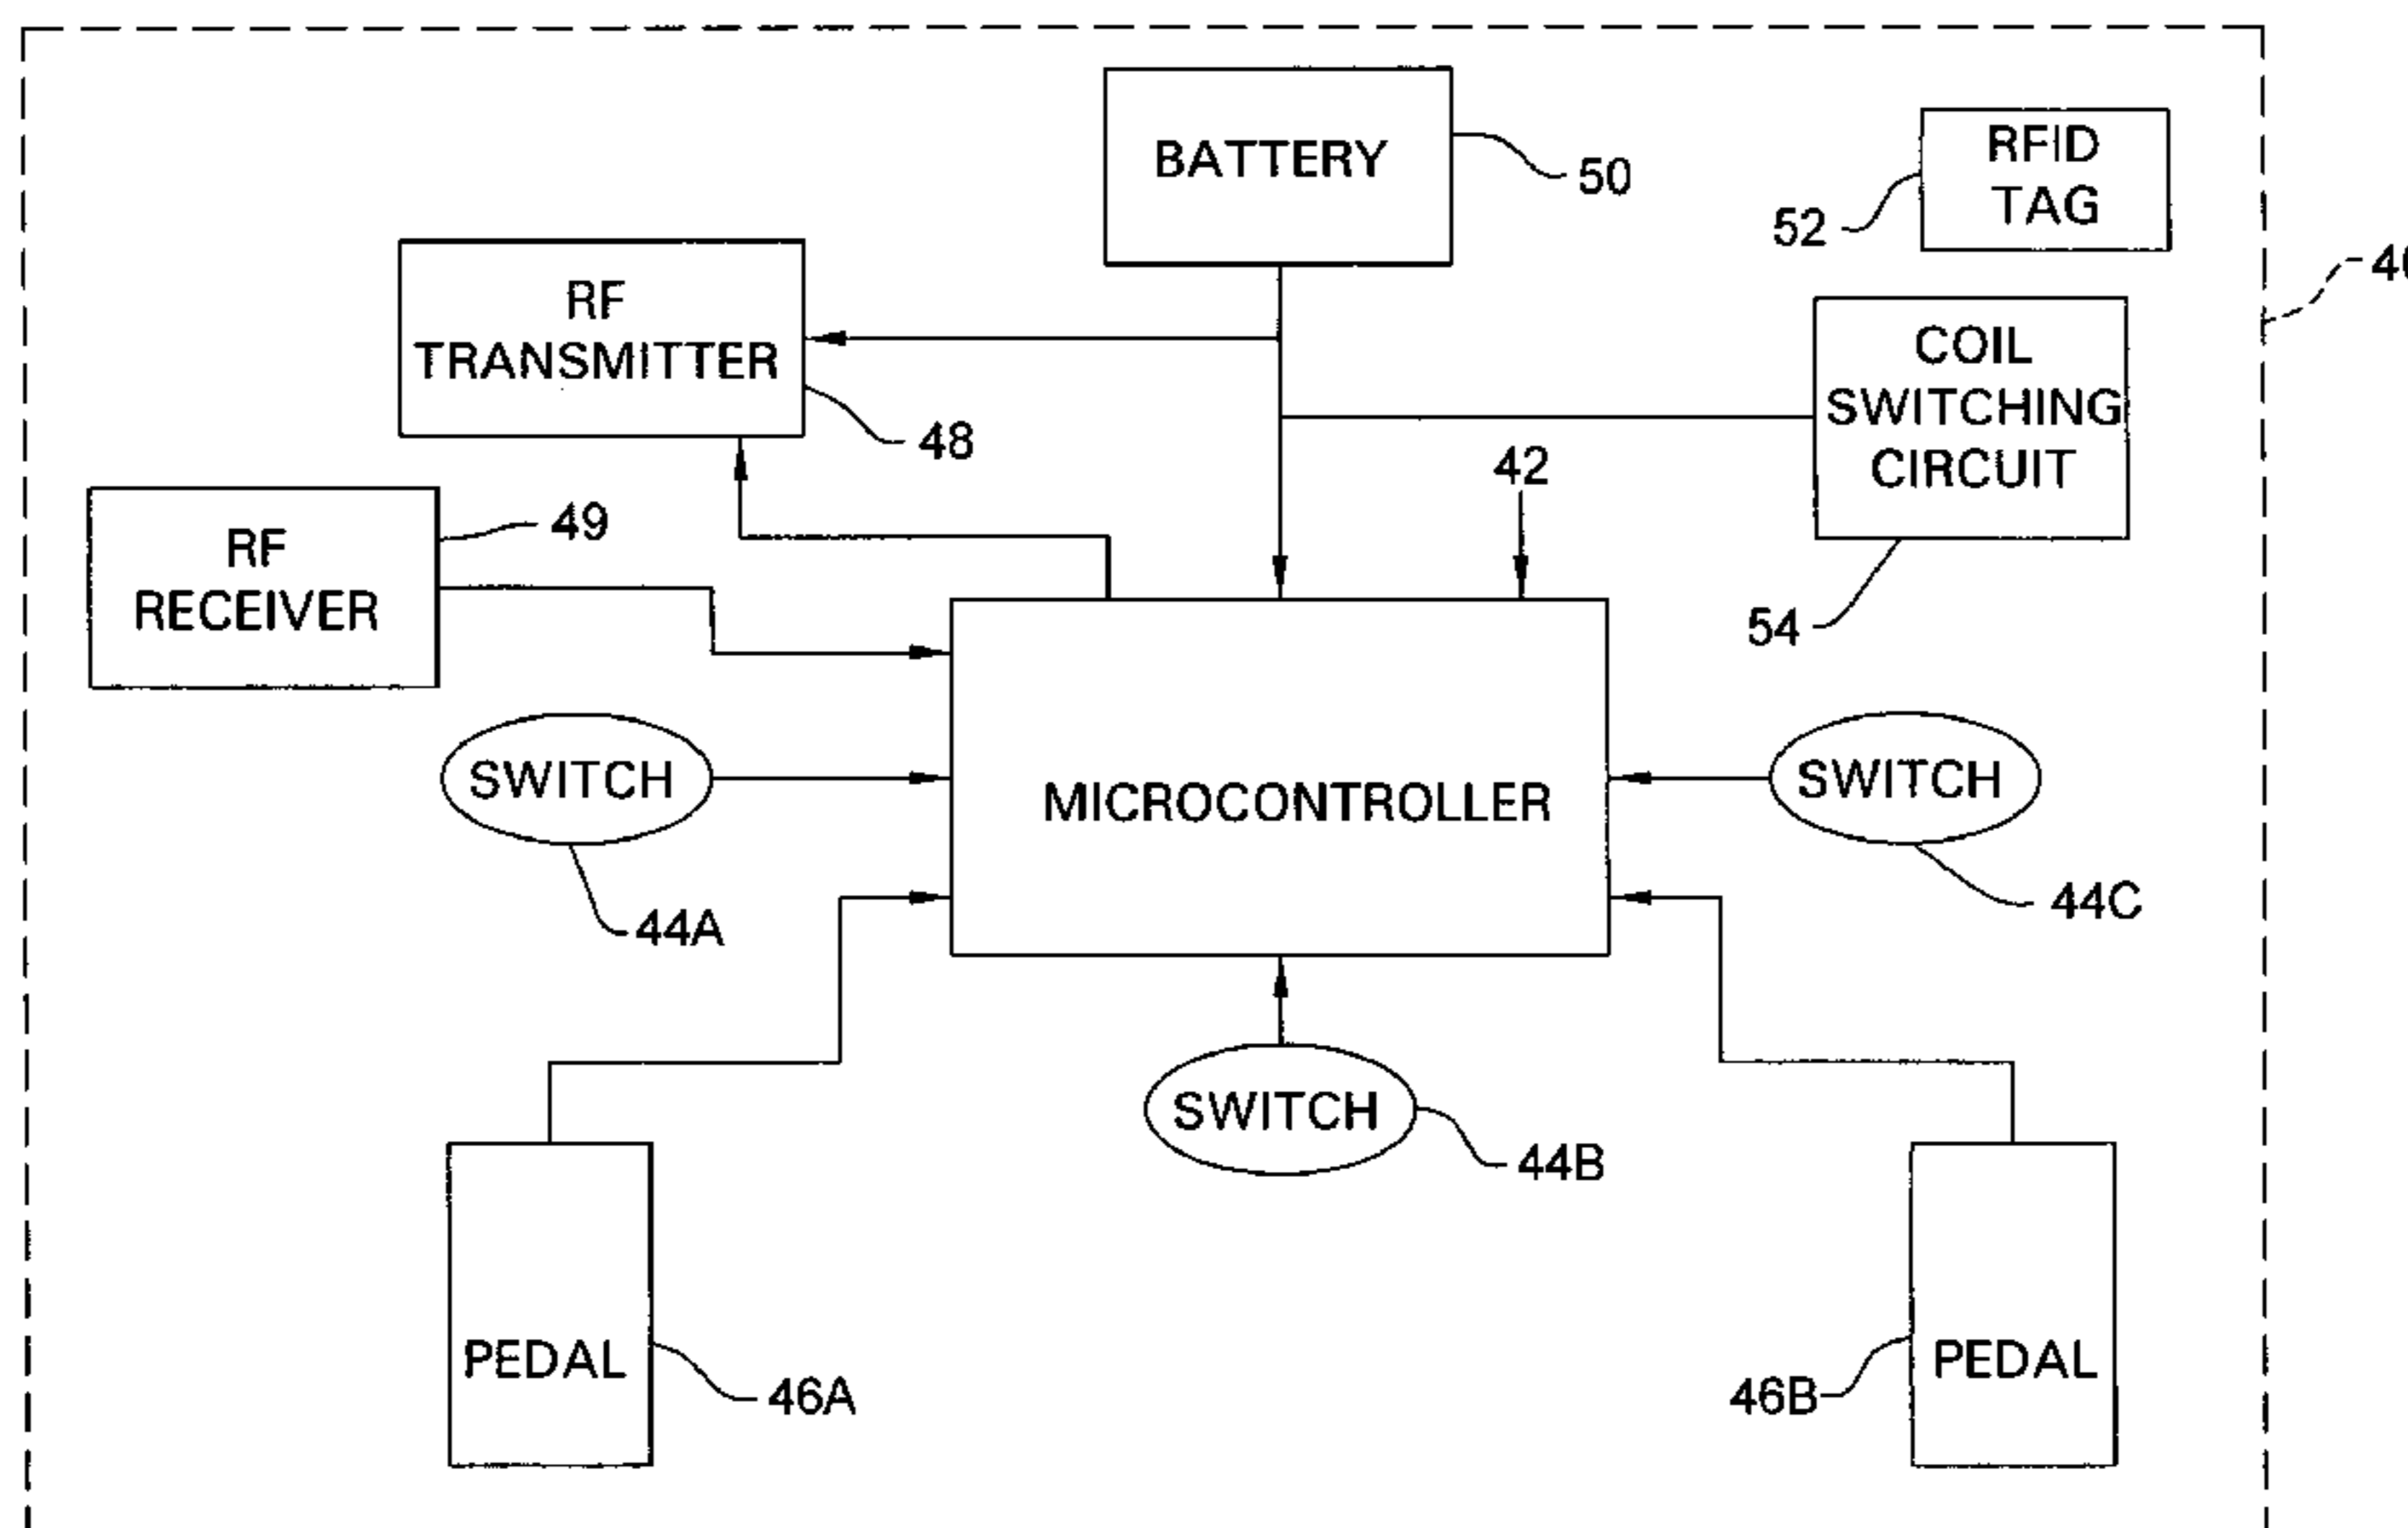 BATTERY
50
RFID
TAG
52
RF
TRANSMITTER
48
COIL
SWITCHING
CIRCUIT
54
42
RF
RECEIVER
49
SWITCH
44A
MICROCONTROLLER
SWITCH
44C
SWITCH
44B
PEDAL
46A
PEDAL
46B